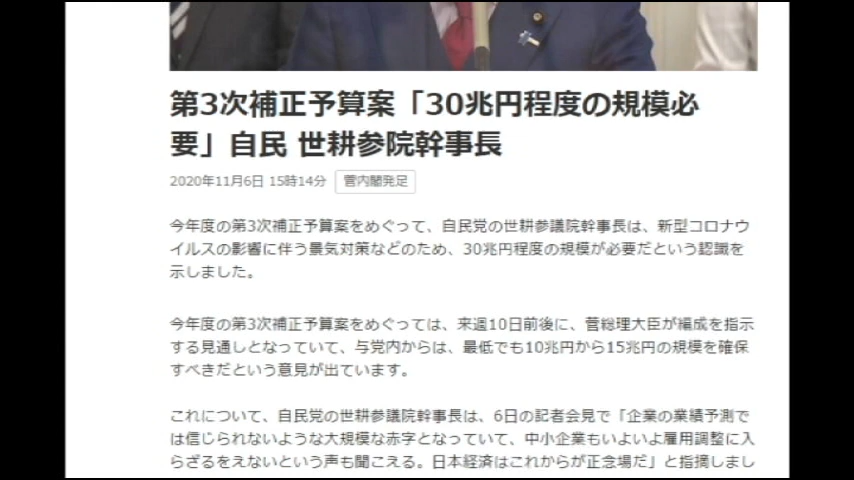 第3次補正予算案「30兆円程度の規模必
要」自民 世耕参院幹事長
2020年11月6日 15時14分 菅内閣発足
今年度の第3次補正予算案をめぐって、自民党の世耕参議院幹事長は、新型コロナウ
イルスの影響に伴う景気対策などのため、30兆円程度の規模が必要だという認識を
示しました。
今年度の第3次補正予算案をめぐっては、来週10日前後に、菅総理大臣が編成を指示
する見通しとなっていて、与党内からは、最低でも10兆円から15兆円の規模を確保
すべきだという意見が出ています。
これについて、自民党の世耕参議院幹事長は、6日の記者会見で「企業の業績予測で
は信じられないような大規模な赤字となっていて、中小企業もいよいよ雇用調整に入
らざるをえないという声も聞こえる。日本経済はこれからが正念場だ」と指摘しまし